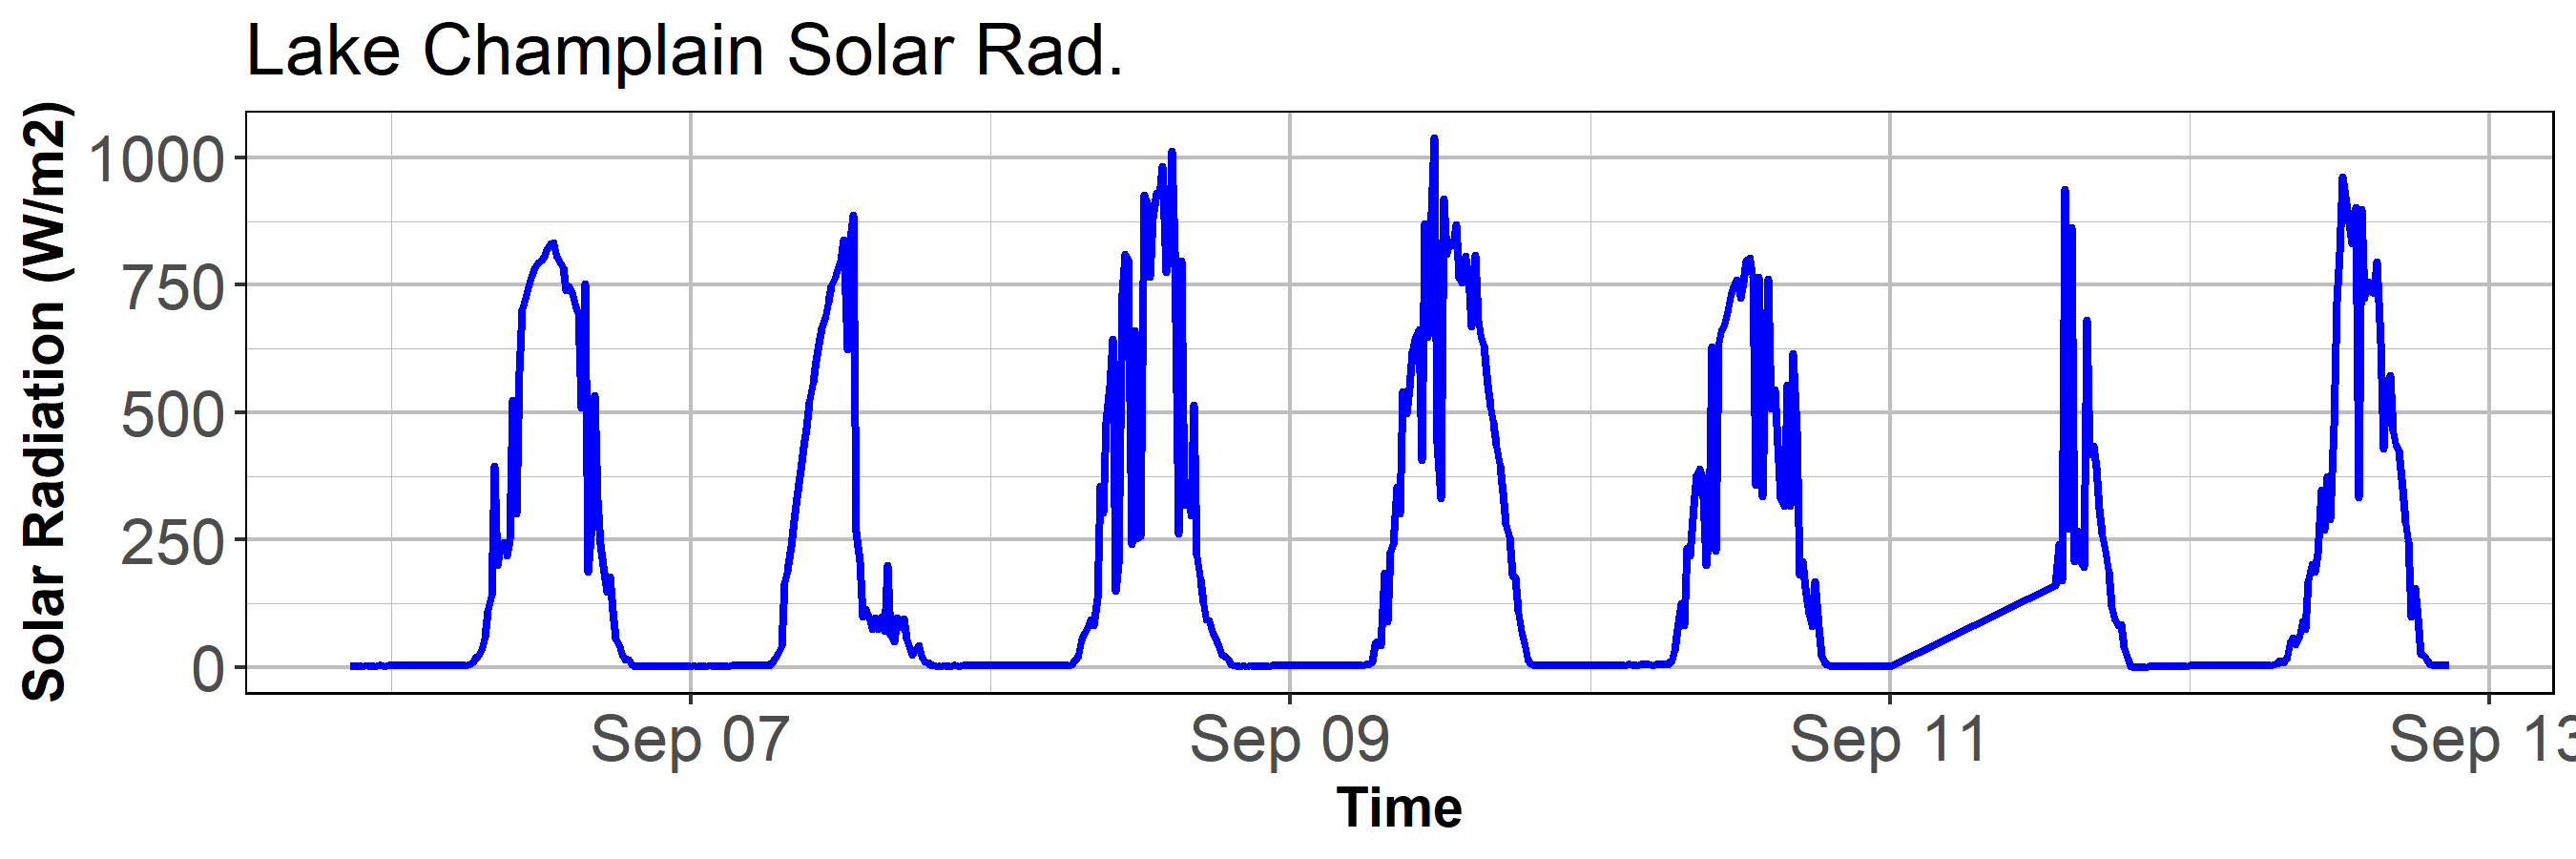 Lake Champlain Solar Rad.
Solar Radiation (W/m2)
1000
750
500
250
0
Sep 07 Sep 09 Sep 11 Sep 13
Time